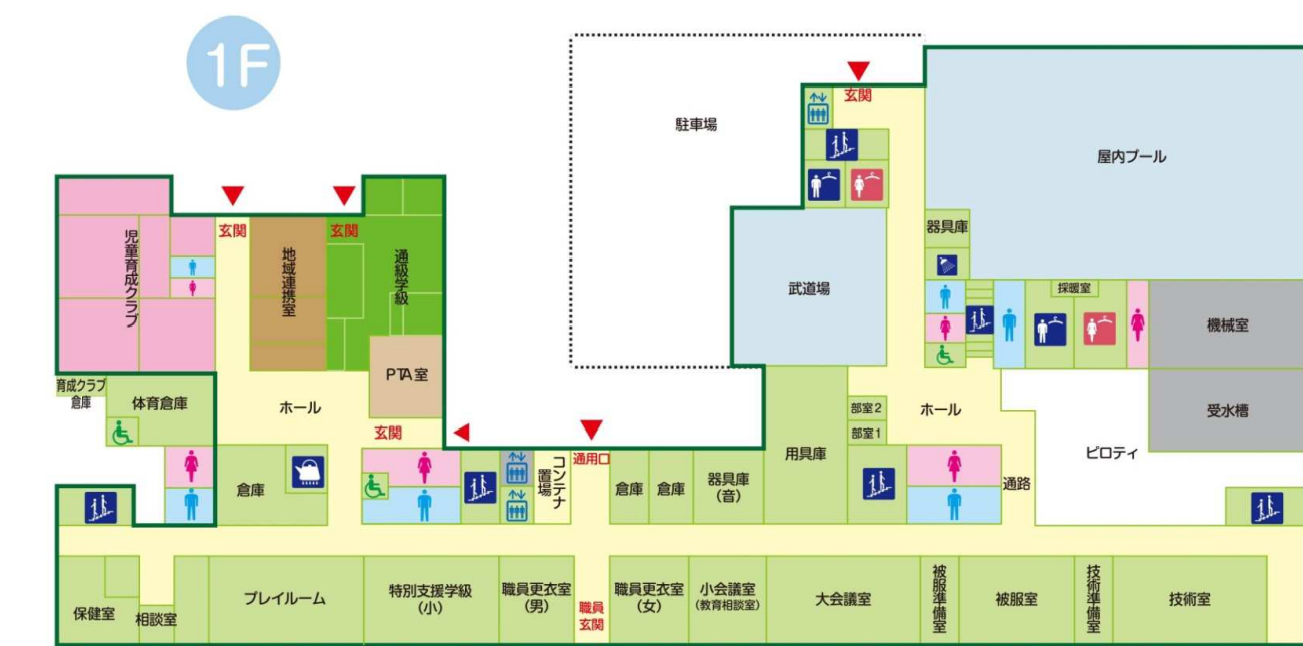 1F
駐車場
玄関
屋内プール
児童育成クラブ
玄関
地域連携室
玄関
通級学級
器具庫
武道場
採暖室
機械室
PTA室
育成クラブ
倉庫
体育倉庫
ホール
玄関
通用口
用具庫
部室2
部室1
ホール
受水槽
ピロティ
倉庫
コンテナ
置場
倉庫
倉庫
器具庫
(音)
通路
保健室
相談室
プレイルーム
特別支援学級
(小)
職員更衣室
(男)
職員
玄関
職員更衣室
(女)
小会議室
(教育相談室)
大会議室
被服準備室
被服室
技術準備室
技術室